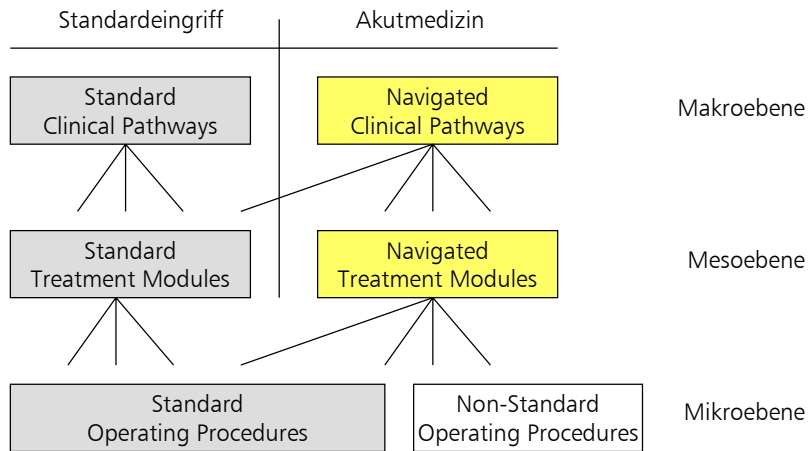 Standardeingriff
Akutmedizin
Standard
Clinical Pathways
Navigated
Clinical Pathways
Makroebene
Standard
Treatment Modules
Navigated
Treatment Modules
Mesoebene
Standard
Operating Procedures
Non-Standard
Operating Procedures
Mikroebene